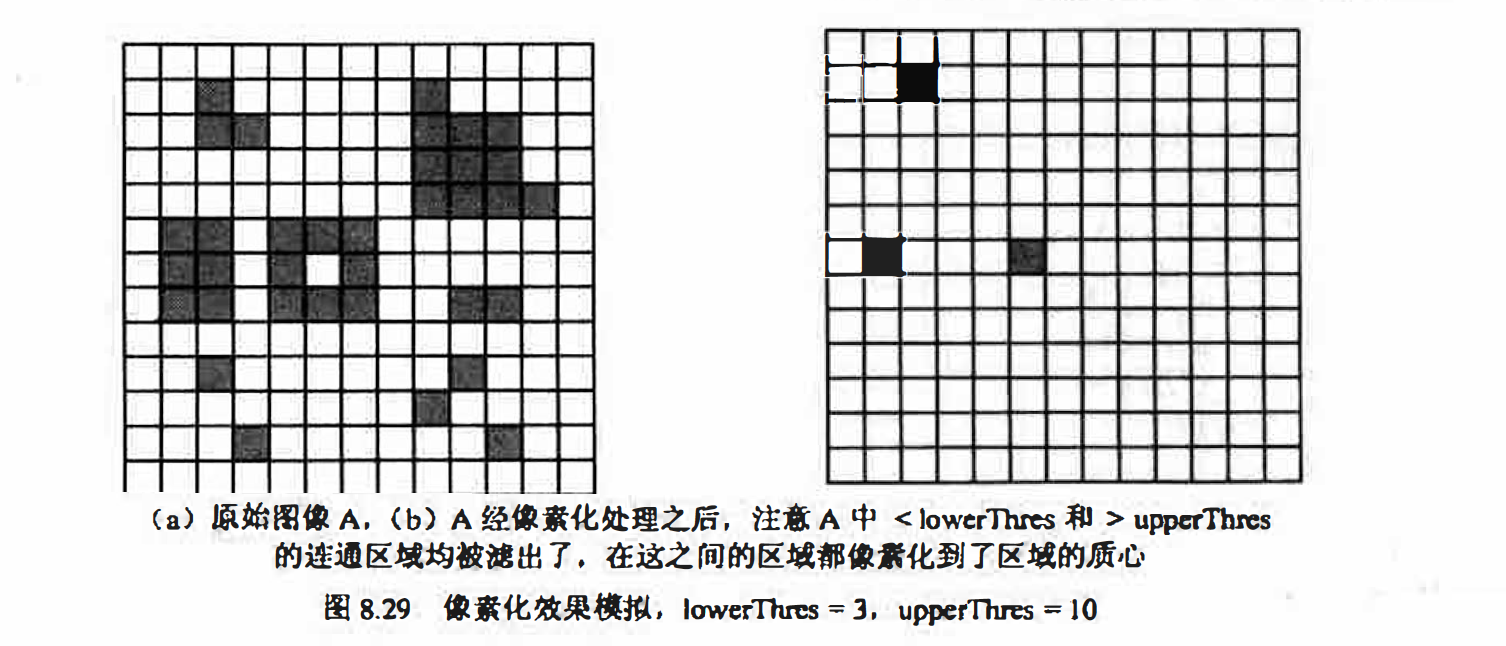 (a) 原始图像 A，(b) A 经像素化处理之后，注意 A 中 < lowerThres 和 > upperThres
的连通区域均被滤出了，在这之间的区域都像素化到了区域的质心
图 8.29 像素化效果模拟，lowerThres = 3，upperThres = 10